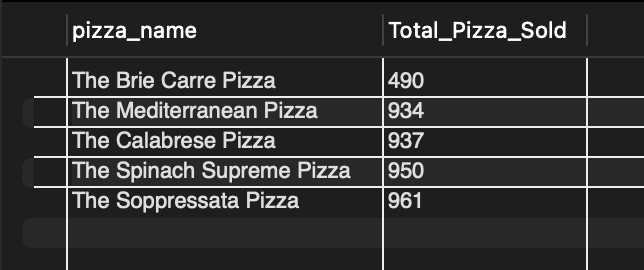 pizza_name Total_Pizza_Sold
The Brie Carre Pizza 490
The Mediterranean Pizza 934
The Calabrese Pizza 937
The Spinach Supreme Pizza 950
The Soppressata Pizza 961